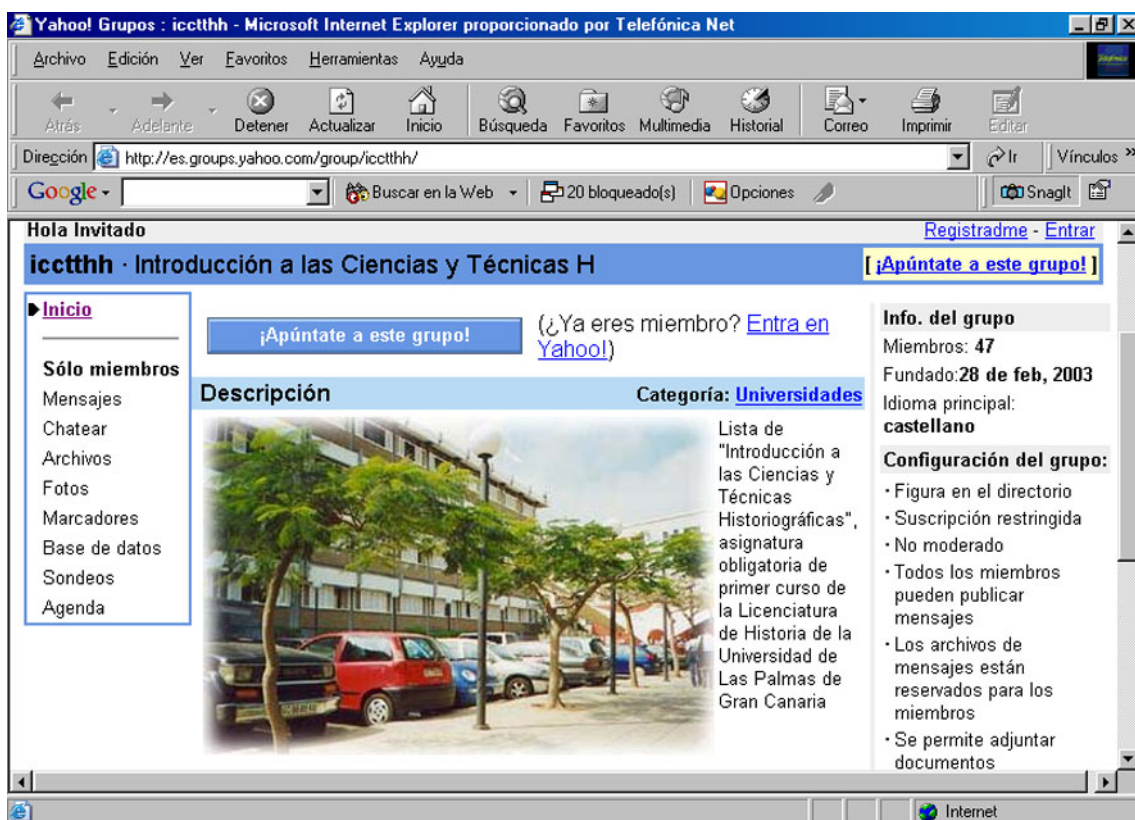 Yahoo! Grupos : icctthh - Microsoft Internet Explorer proporcionado por Telefónica Net
Archivo Edición Ver Favoritos Herramientas Ayuda
Atrás Adelante Detener Actualizar Inicio Búsqueda Favoritos Multimedia Historial Correo Imprimir Editar
Dirección http://es.groups.yahoo.com/group/icctthh/ Ir Vínculos »
Google Buscar en la Web 20 bloqueado(s) Opciones SnagIt
Hola Invitado Registradme - Entrar
icctthh · Introducción a las Ciencias y Técnicas H [ ¡Apúntate a este grupo! ]
Inicio
Sólo miembros
Mensajes
Chatear
Archivos
Fotos
Marcadores
Base de datos
Sondeos
Agenda
¡Apúntate a este grupo!
(¿Ya eres miembro? Entra en
Yahoo!)
Descripción Categoría: Universidades
Lista de
"Introducción a
las Ciencias y
Técnicas
Historiográficas",
asignatura
obligatoria de
primer curso de
la Licenciatura
de Historia de la
Universidad de
Las Palmas de
Gran Canaria
Info. del grupo
Miembros: 47
Fundado:28 de feb, 2003
Idioma principal:
castellano
Configuración del grupo:
· Figura en el directorio
· Suscripción restringida
· No moderado
· Todos los miembros
pueden publicar
mensajes
· Los archivos de
mensajes están
reservados para los
miembros
· Se permite adjuntar
documentos
Internet